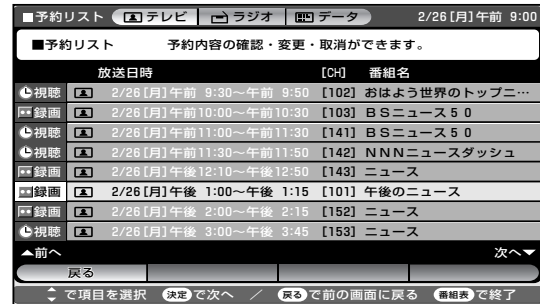 ■予約リスト テレビ ラジオ データ 2/26[月]午前 9:00
■予約リスト 予約内容の確認・変更・取消ができます。
放送日時 [CH] 番組名
視聴 2/26[月]午前 9:30～午前 9:50 [102] おはよう世界のトップニ…
録画 2/26[月]午前10:00～午前10:30 [103] BSニュース50
視聴 2/26[月]午前11:00～午前11:30 [141] BSニュース50
視聴 2/26[月]午前11:30～午前11:50 [142] NNNニュースダッシュ
録画 2/26[月]午後12:10～午後12:50 [143] ニュース
録画 2/26[月]午後 1:00～午後 1:15 [101] 午後のニュース
録画 2/26[月]午後 2:00～午後 2:15 [152] ニュース
視聴 2/26[月]午後 3:00～午後 3:45 [153] ニュース
▲前へ 次へ▼
戻る
で項目を選択 決定で次へ / 戻るで前の画面に戻る 番組表で終了